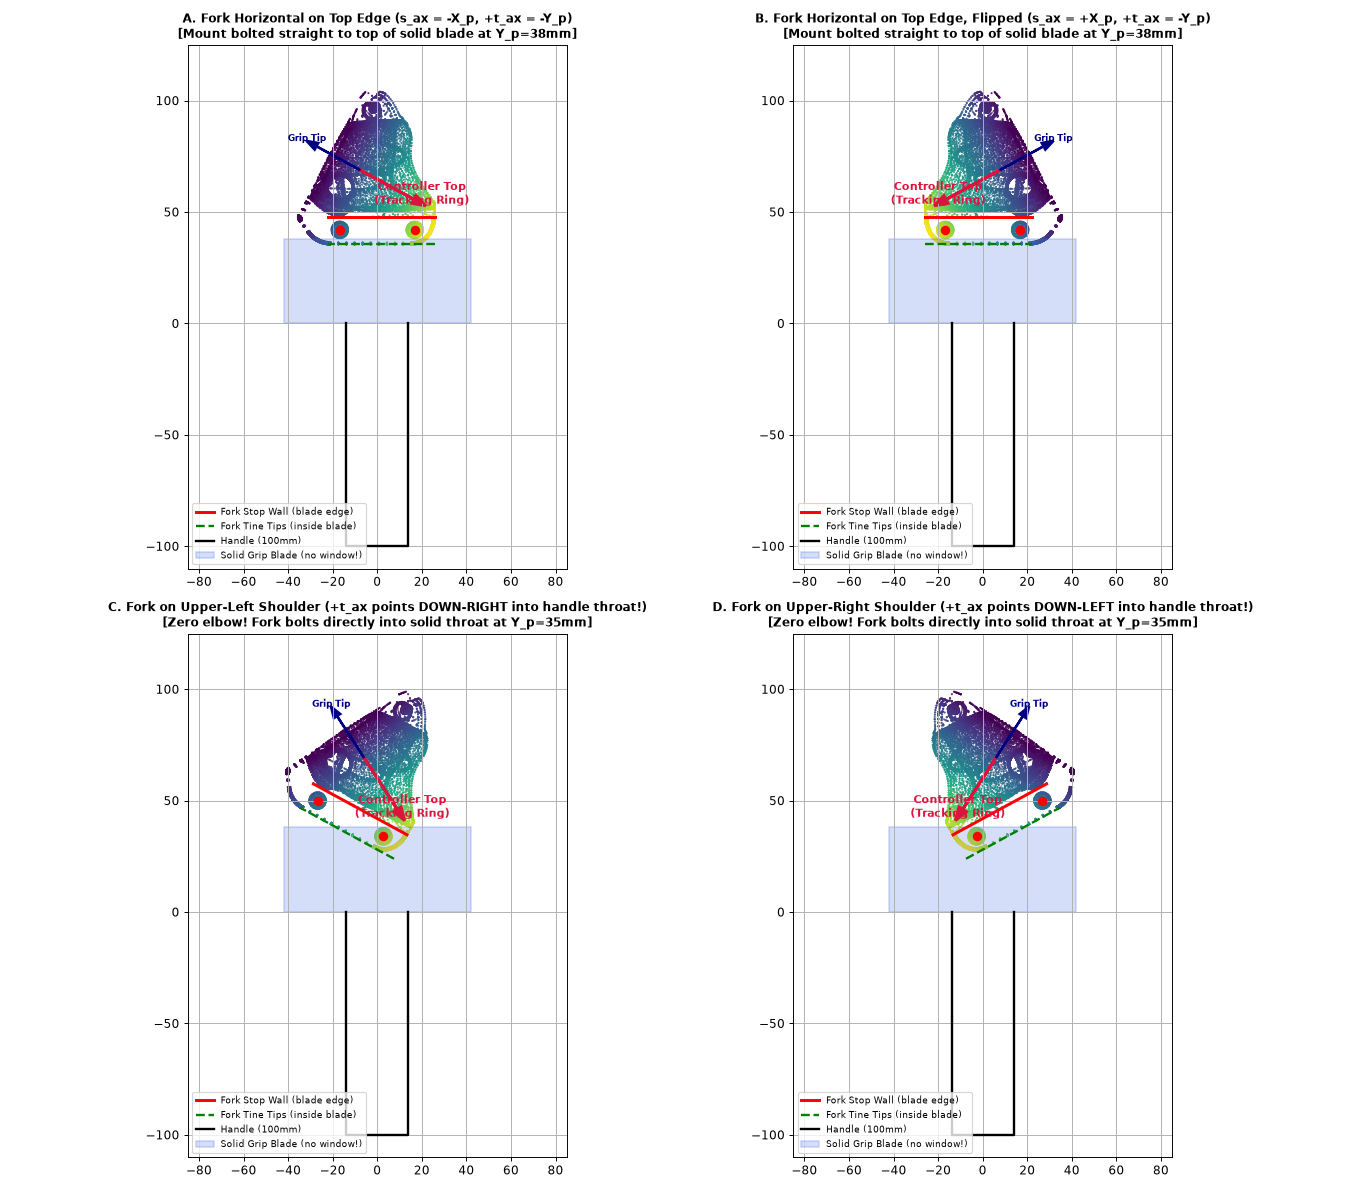 A. Fork Horizontal on Top Edge (s_ax = -X_p, +t_ax = -Y_p)
[Mount bolted straight to top of solid blade at Y_p=38mm]
100
50
0
−50
−100
−80 −60 −40 −20 0 20 40 60 80
Grip Tip
Controller Top
(Tracking Ring)
Fork Stop Wall (blade edge)
Fork Tine Tips (inside blade)
Handle (100mm)
Solid Grip Blade (no window!)
B. Fork Horizontal on Top Edge, Flipped (s_ax = +X_p, +t_ax = -Y_p)
[Mount bolted straight to top of solid blade at Y_p=38mm]
100
50
0
−50
−100
−80 −60 −40 −20 0 20 40 60 80
Grip Tip
Controller Top
(Tracking Ring)
Fork Stop Wall (blade edge)
Fork Tine Tips (inside blade)
Handle (100mm)
Solid Grip Blade (no window!)
C. Fork on Upper-Left Shoulder (+t_ax points DOWN-RIGHT into handle throat!)
[Zero elbow! Fork bolts directly into solid throat at Y_p=35mm]
100
50
0
−50
−100
−80 −60 −40 −20 0 20 40 60 80
Grip Tip
Controller Top
(Tracking Ring)
Fork Stop Wall (blade edge)
Fork Tine Tips (inside blade)
Handle (100mm)
Solid Grip Blade (no window!)
D. Fork on Upper-Right Shoulder (+t_ax points DOWN-LEFT into handle throat!)
[Zero elbow! Fork bolts directly into solid throat at Y_p=35mm]
100
50
0
−50
−100
−80 −60 −40 −20 0 20 40 60 80
Grip Tip
Controller Top
(Tracking Ring)
Fork Stop Wall (blade edge)
Fork Tine Tips (inside blade)
Handle (100mm)
Solid Grip Blade (no window!)